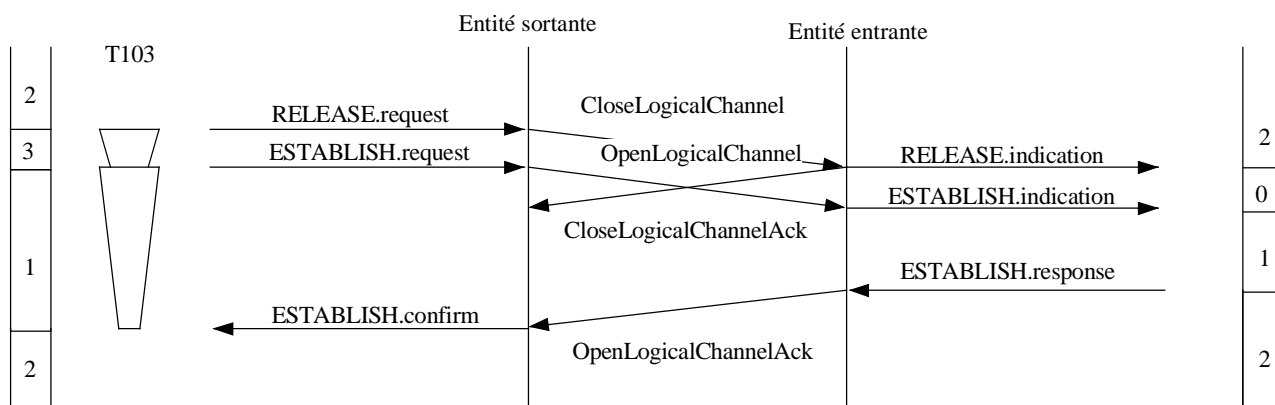 Entité sortante
Entité entrante
T103
2
CloseLogicalChannel
RELEASE.request
2
3
ESTABLISH.request
OpenLogicalChannel
RELEASE.indication
ESTABLISH.indication
0
CloseLogicalChannelAck
1
ESTABLISH.response
1
ESTABLISH.confirm
OpenLogicalChannelAck
2
2